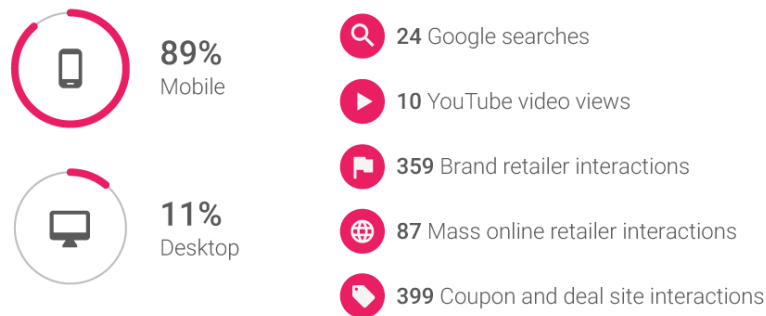 89%
Mobile
11%
Desktop
24 Google searches
10 YouTube video views
359 Brand retailer interactions
87 Mass online retailer interactions
399 Coupon and deal site interactions